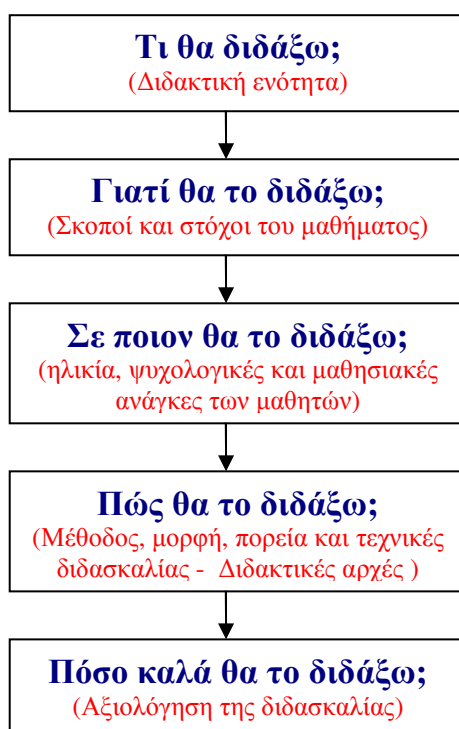 Τι θα διδάξω;
(Διδακτική ενότητα)
Γιατί θα το διδάξω;
(Σκοποί και στόχοι του μαθήματος)
Σε ποιον θα το διδάξω;
(ηλικία, ψυχολογικές και μαθησιακές
ανάγκες των μαθητών)
Πώς θα το διδάξω;
(Μέθοδος, μορφή, πορεία και τεχνικές
διδασκαλίας - Διδακτικές αρχές )
Πόσο καλά θα το διδάξω;
(Αξιολόγηση της διδασκαλίας)